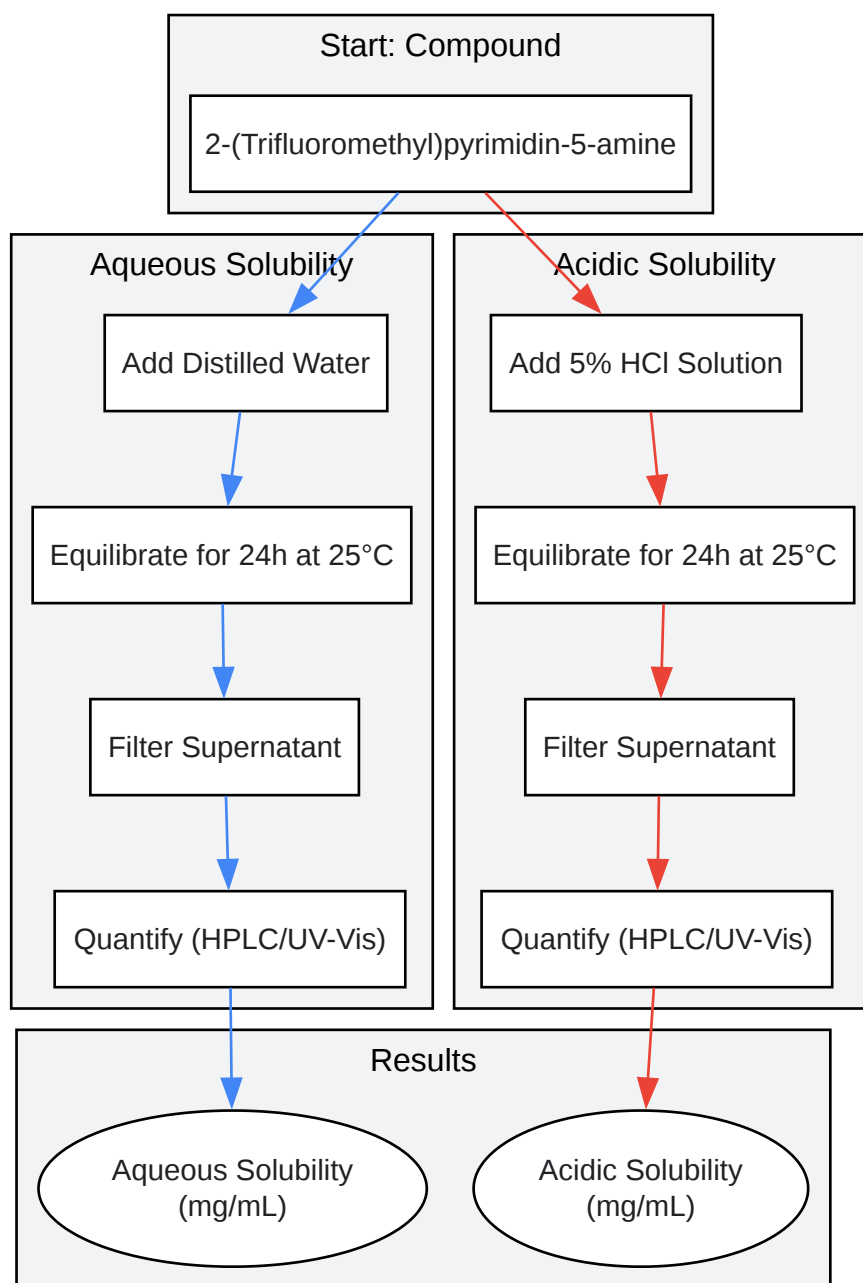 Start: Compound
2-(Trifluoromethyl)pyrimidin-5-amine
Aqueous Solubility
Add Distilled Water
Equilibrate for 24h at 25°C
Filter Supernatant
Quantify (HPLC/UV-Vis)
Acidic Solubility
Add 5% HCl Solution
Equilibrate for 24h at 25°C
Filter Supernatant
Quantify (HPLC/UV-Vis)
Results
Aqueous Solubility
(mg/mL)
Acidic Solubility
(mg/mL)